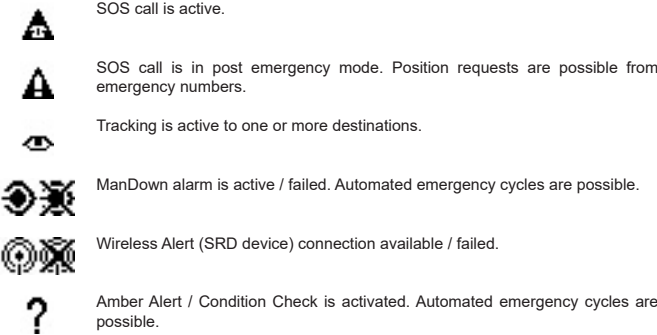 SOS call is active.
SOS call is in post emergency mode. Position requests are possible from
emergency numbers.
Tracking is active to one or more destinations.
ManDown alarm is active / failed. Automated emergency cycles are possible.
Wireless Alert (SRD device) connection available / failed.
?
Amber Alert / Condition Check is activated. Automated emergency cycles are
possible.